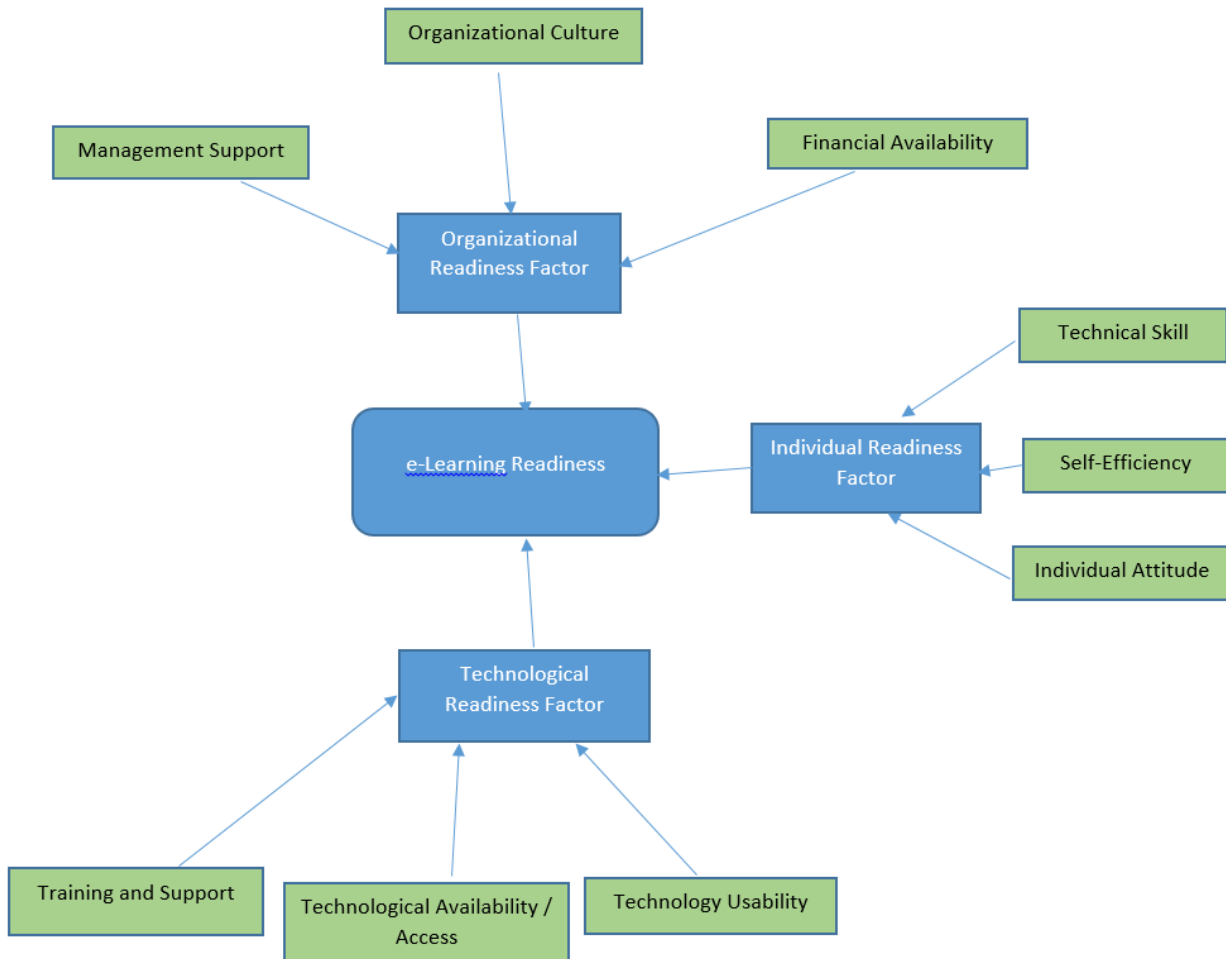 Organizational Culture
Management Support
Financial Availability
Organizational
Readiness Factor
Technical Skill
e-Learning Readiness
Individual Readiness
Factor
Self-Efficiency
Individual Attitude
Technological
Readiness Factor
Training and Support
Technological Availability /
Access
Technology Usability